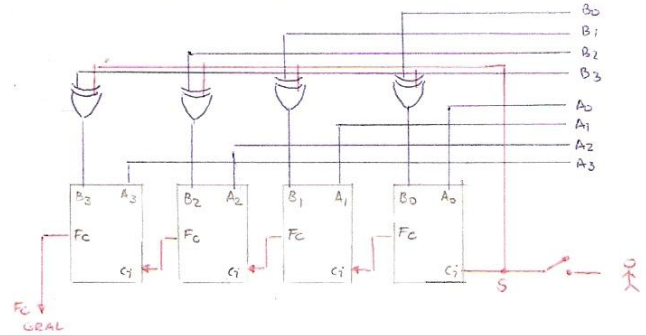 B0
B1
B2
B3
A0
A1
A2
A3
B3 A3 B2 A2 B1 A1 B0 A0
Fc Fc Fc Fc
Ci Ci Ci Ci
S
Fc
GRAL